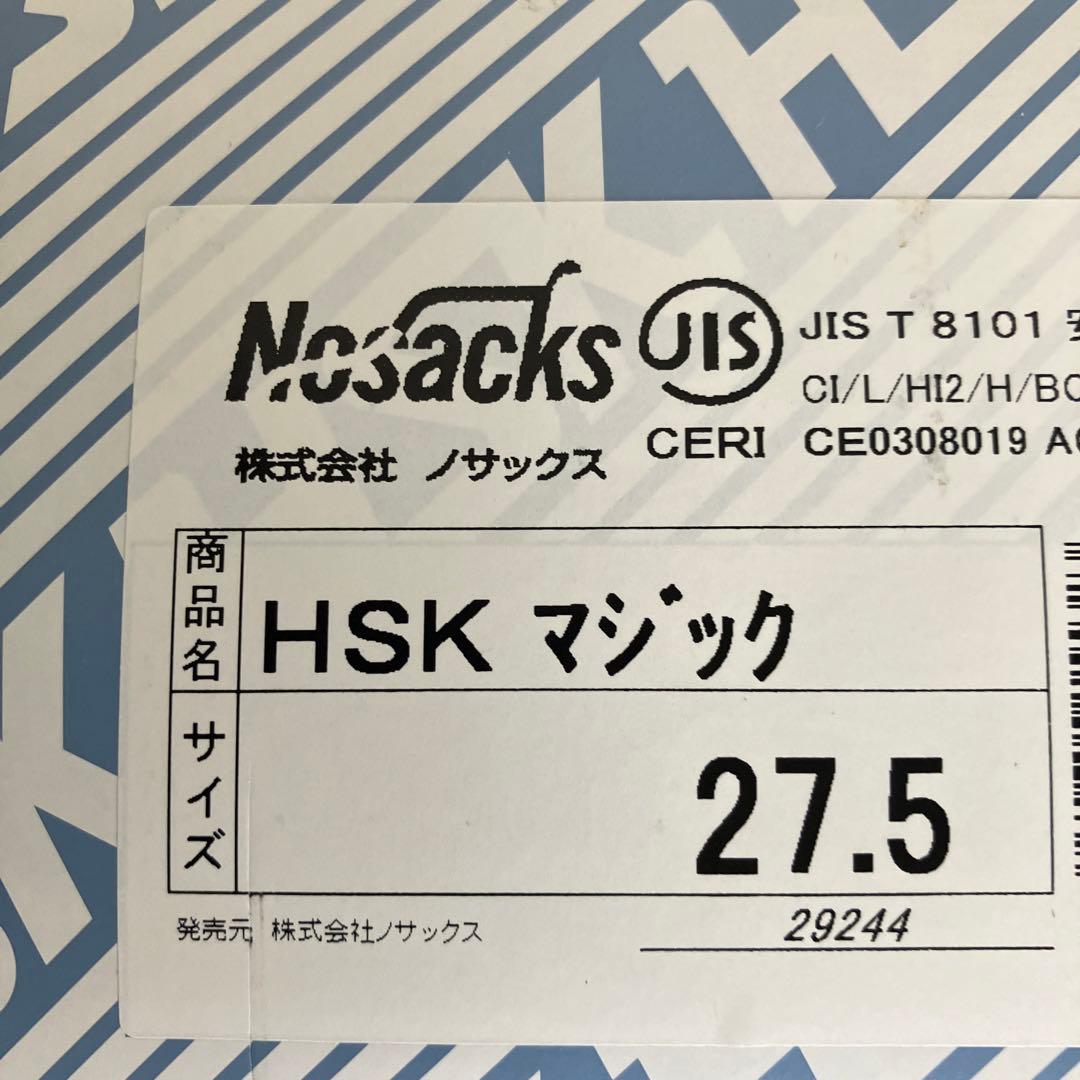 Nosacks
JIS
JIS T 8101
CI/L/HI2/H/BC
CERI CE0308019
株式会社 ノサックス
商品名 HSK マジック
サイズ 27.5
発売元 株式会社ノサックス
29244